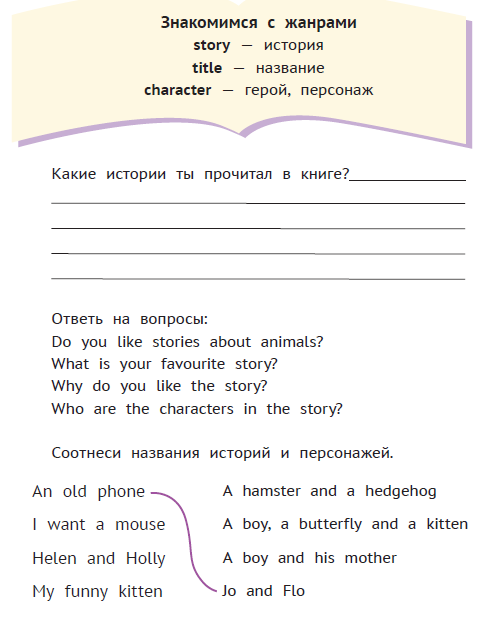 Знакомимся с жанрами
story — история
title — название
character — герой, персонаж
Какие истории ты прочитал в книге?
Ответь на вопросы:
Do you like stories about animals?
What is your favourite story?
Why do you like the story?
Who are the characters in the story?
Соотнеси названия историй и персонажей.
An old phone A hamster and a hedgehog
I want a mouse A boy, a butterfly and a kitten
Helen and Holly A boy and his mother
My funny kitten Jo and Flo